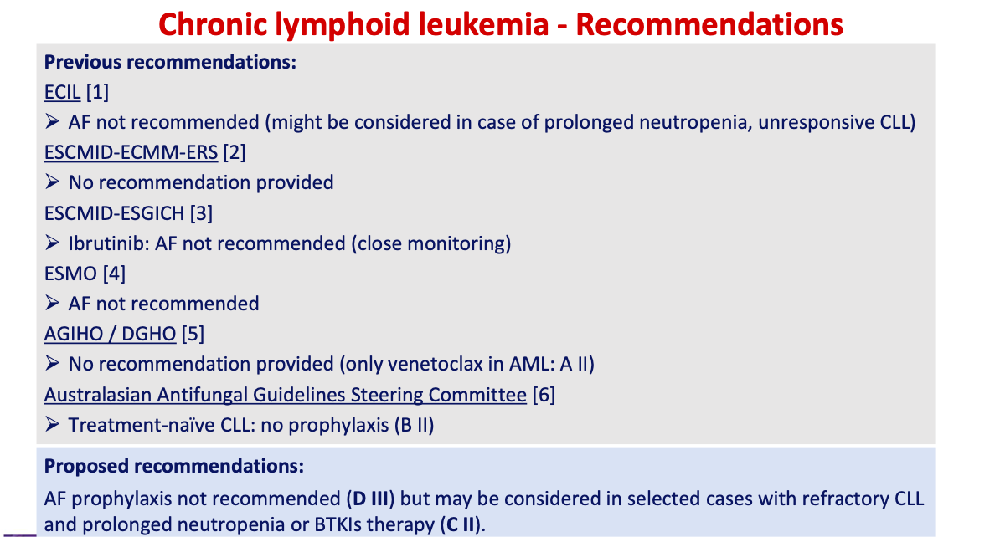 Chronic lymphoid leukemia - Recommendations
Previous recommendations:
ECIL [1]
➢ AF not recommended (might be considered in case of prolonged neutropenia, unresponsive CLL)
ESCMID-ECMM-ERS [2]
➢ No recommendation provided
ESCMID-ESGICH [3]
➢ Ibrutinib: AF not recommended (close monitoring)
ESMO [4]
➢ AF not recommended
AGIHO / DGHO [5]
➢ No recommendation provided (only venetoclax in AML: A II)
Australasian Antifungal Guidelines Steering Committee [6]
➢ Treatment-naïve CLL: no prophylaxis (B II)
Proposed recommendations:
AF prophylaxis not recommended (D III) but may be considered in selected cases with refractory CLL
and prolonged neutropenia or BTKIs therapy (C II).